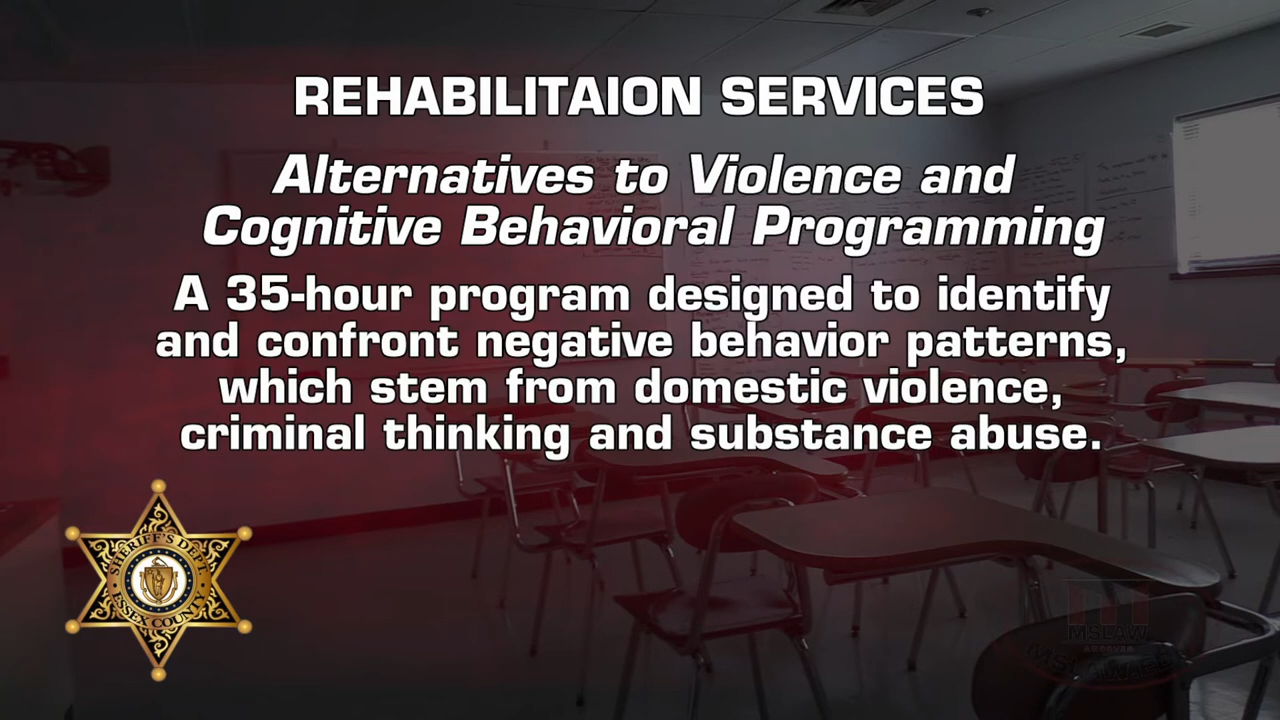 REHABILITAION SERVICES
Alternatives to Violence and
Cognitive Behavioral Programming
A 35-hour program designed to identify
and confront negative behavior patterns,
which stem from domestic violence,
criminal thinking and substance abuse.
SHERIFF'S DEPT.
ESSEX COUNTY
MSLAW